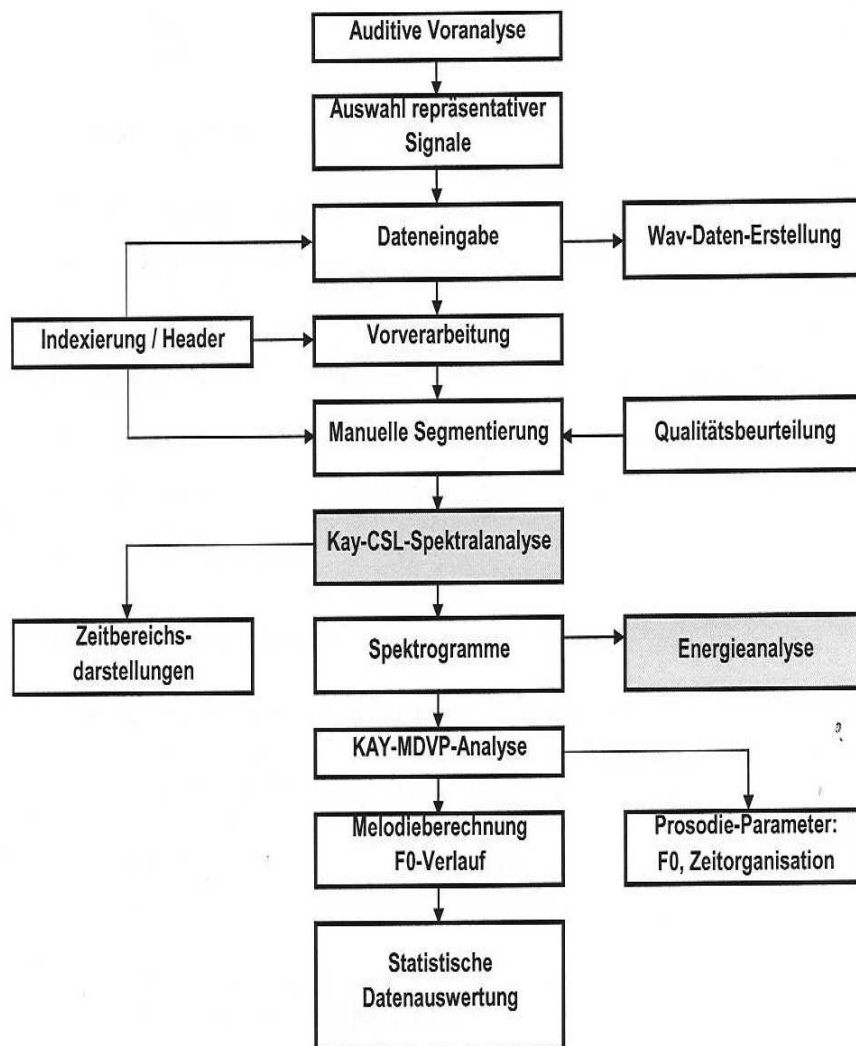 Auditive Voranalyse
Auswahl repräsentativer
Signale
Dateneingabe
Wav-Daten-Erstellung
Indexierung / Header
Vorverarbeitung
Manuelle Segmentierung
Qualitätsbeurteilung
Kay-CSL-Spektralanalyse
Zeitbereichs-
darstellungen
Spektrogramme
Energieanalyse
KAY-MDVP-Analyse
Melodieberechnung
F0-Verlauf
Prosodie-Parameter:
F0, Zeitorganisation
Statistische
Datenauswertung